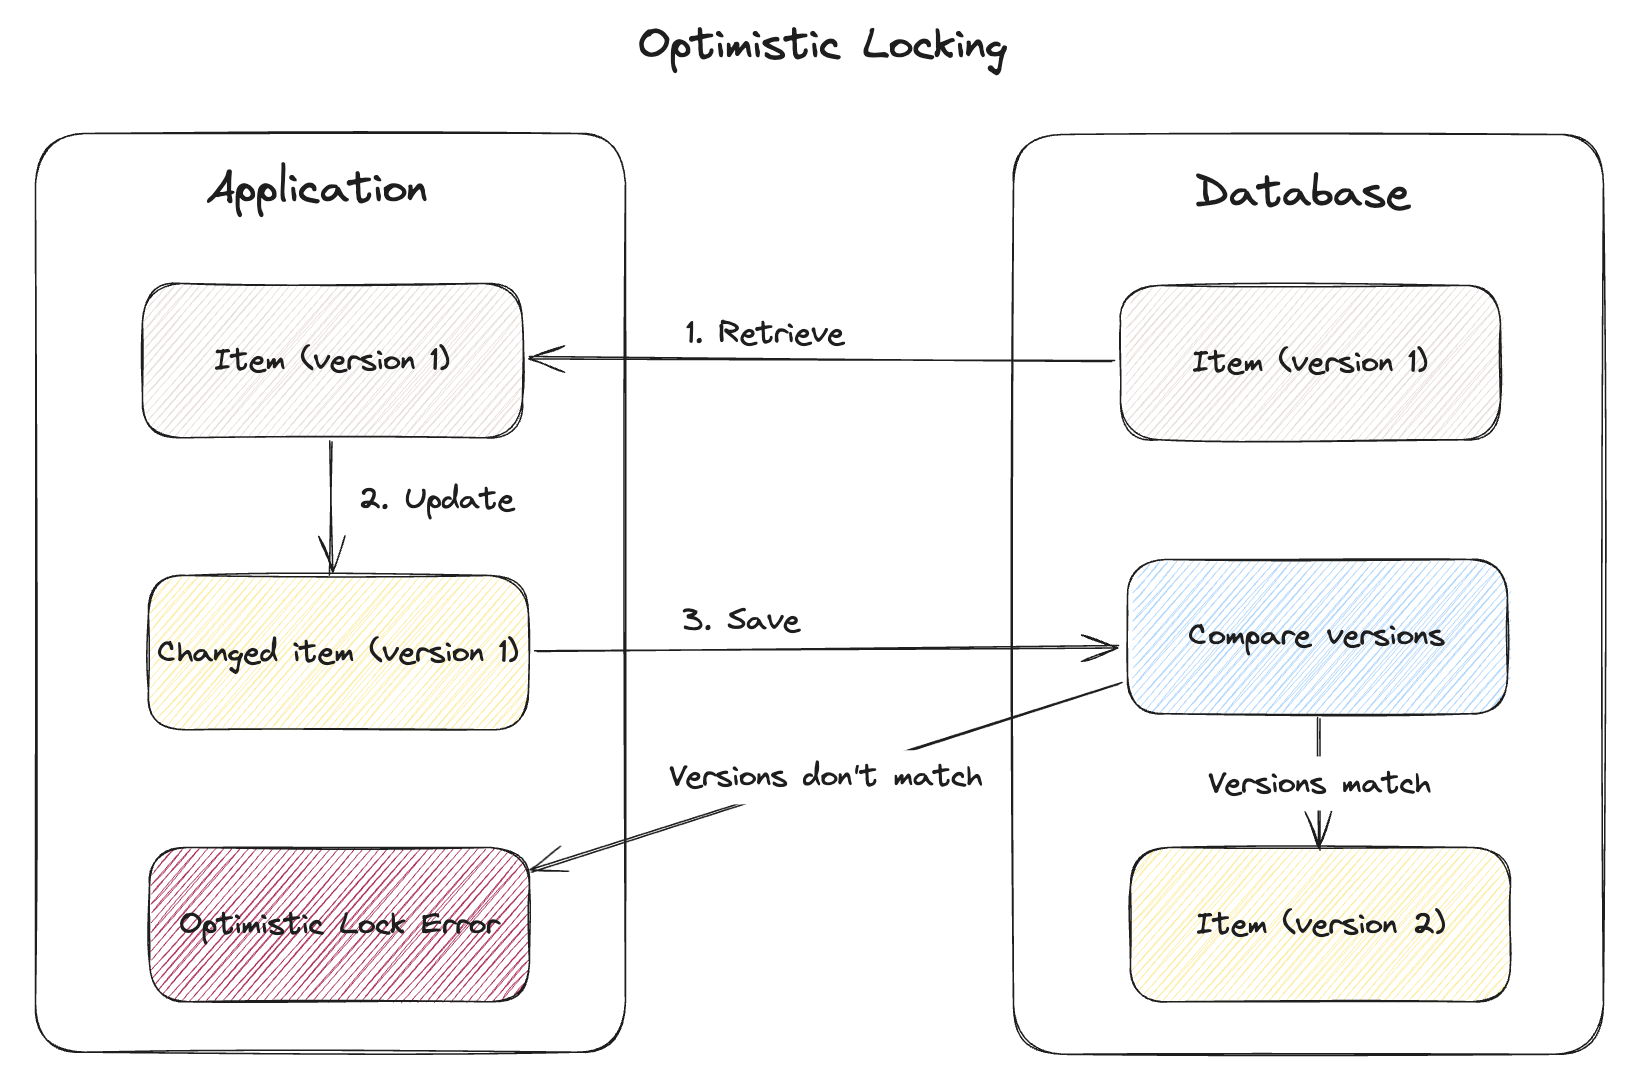 Optimistic Locking
Application
Database
Item (version 1)
1. Retrieve
Item (version 1)
2. Update
Changed item (version 1)
3. Save
Compare versions
Versions don't match
Versions match
Optimistic Lock Error
Item (version 2)